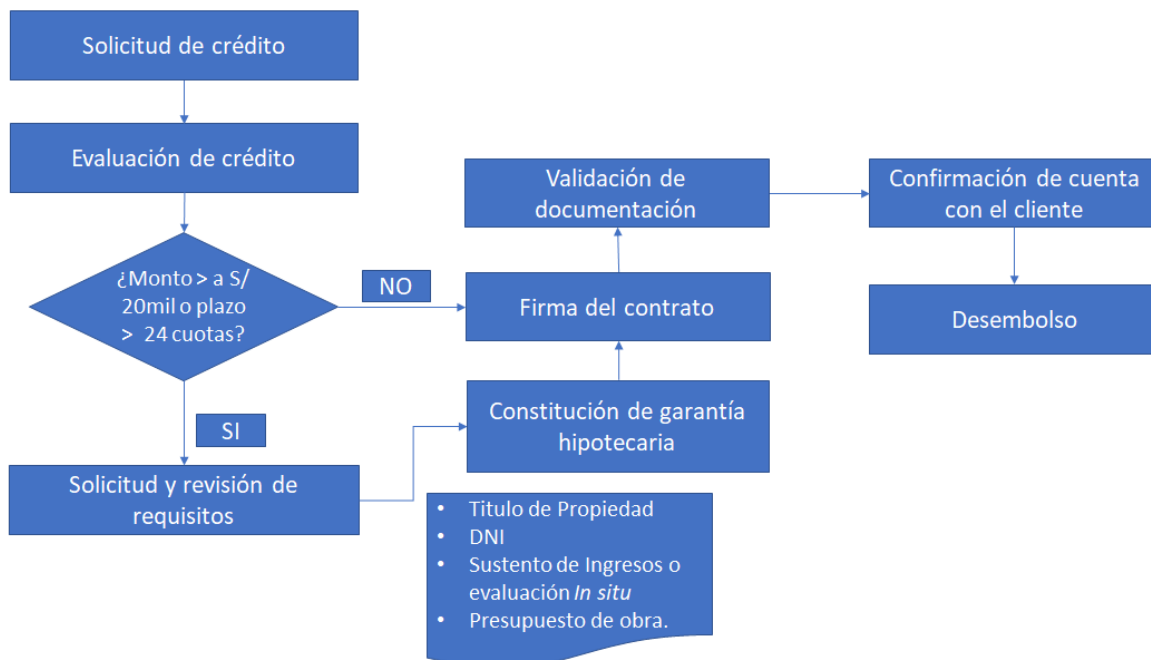 Solicitud de crédito
Evaluación de crédito
¿Monto > a S/
20mil o plazo
> 24 cuotas?
NO
SI
Solicitud y revisión de
requisitos
Validación de
documentación
Firma del contrato
Constitución de garantía
hipotecaria
• Titulo de Propiedad
• DNI
• Sustento de Ingresos o
evaluación In situ
• Presupuesto de obra.
Confirmación de cuenta
con el cliente
Desembolso